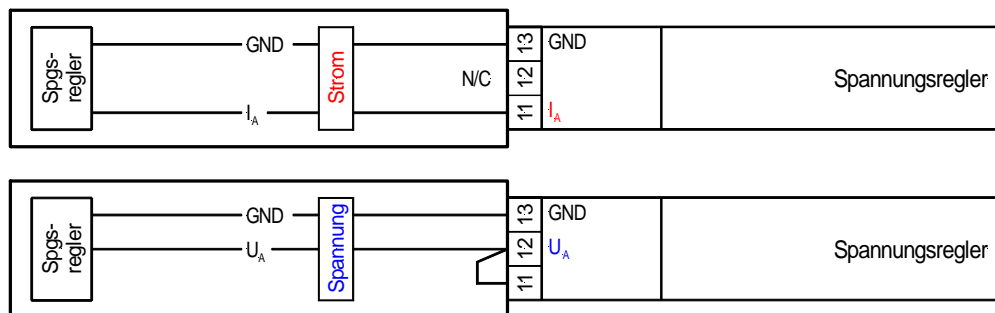 Spgs-
regler
GND
I_A
Strom
N/C
13
12
11
GND
I_A
Spannungsregler
Spgs-
regler
GND
U_A
Spannung
13
12
11
GND
U_A
Spannungsregler